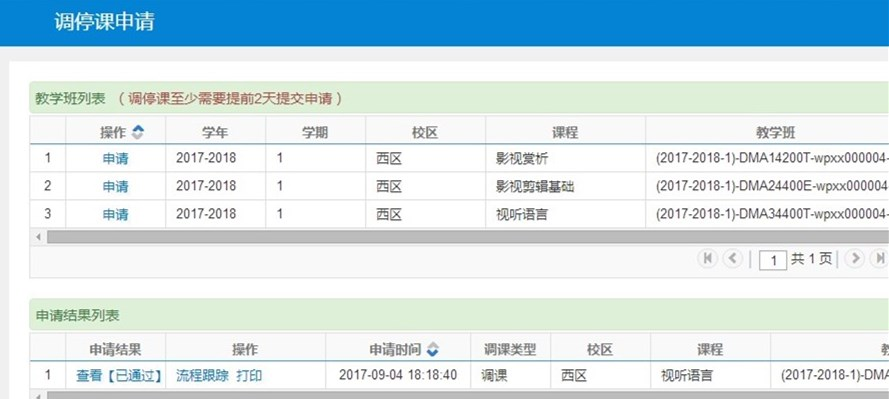 调停课申请
教学班列表 （调停课至少需要提前2天提交申请）
操作 学年 学期 校区 课程 教学班
1 申请 2017-2018 1 西区 影视赏析 (2017-2018-1)-DMA14200T-wpxx000004-
2 申请 2017-2018 1 西区 影视剪辑基础 (2017-2018-1)-DMA24400E-wpxx000004
3 申请 2017-2018 1 西区 视听语言 (2017-2018-1)-DMA34400T-wpxx000004-
1 共 1 页
申请结果列表
申请结果 操作 申请时间 调课类型 校区 课程
1 查看【已通过】 流程跟踪 打印 2017-09-04 18:18:40 调课 西区 视听语言 (2017-2018-1)-DMA